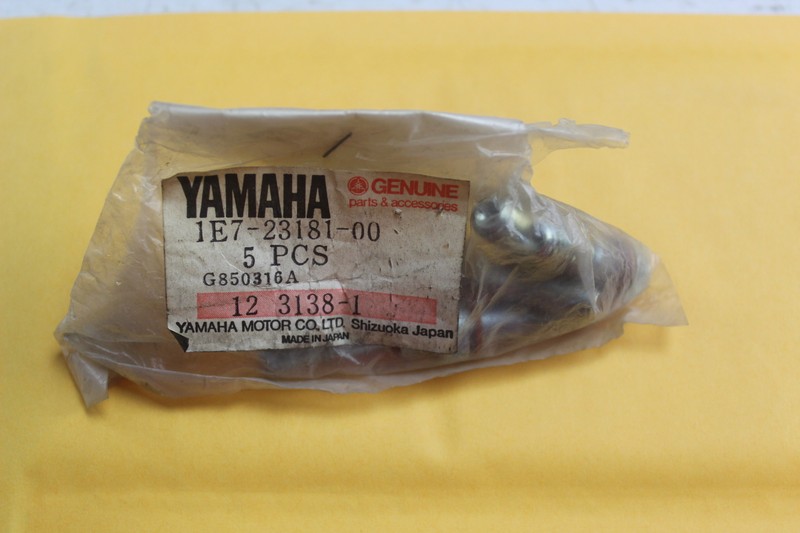 YAMAHA
GENUINE
parts & accessories
1E7-23181-00
5 PCS
G850316A
12 3138-1
YAMAHA MOTOR CO., LTD. Shizuoka Japan
MADE IN JAPAN